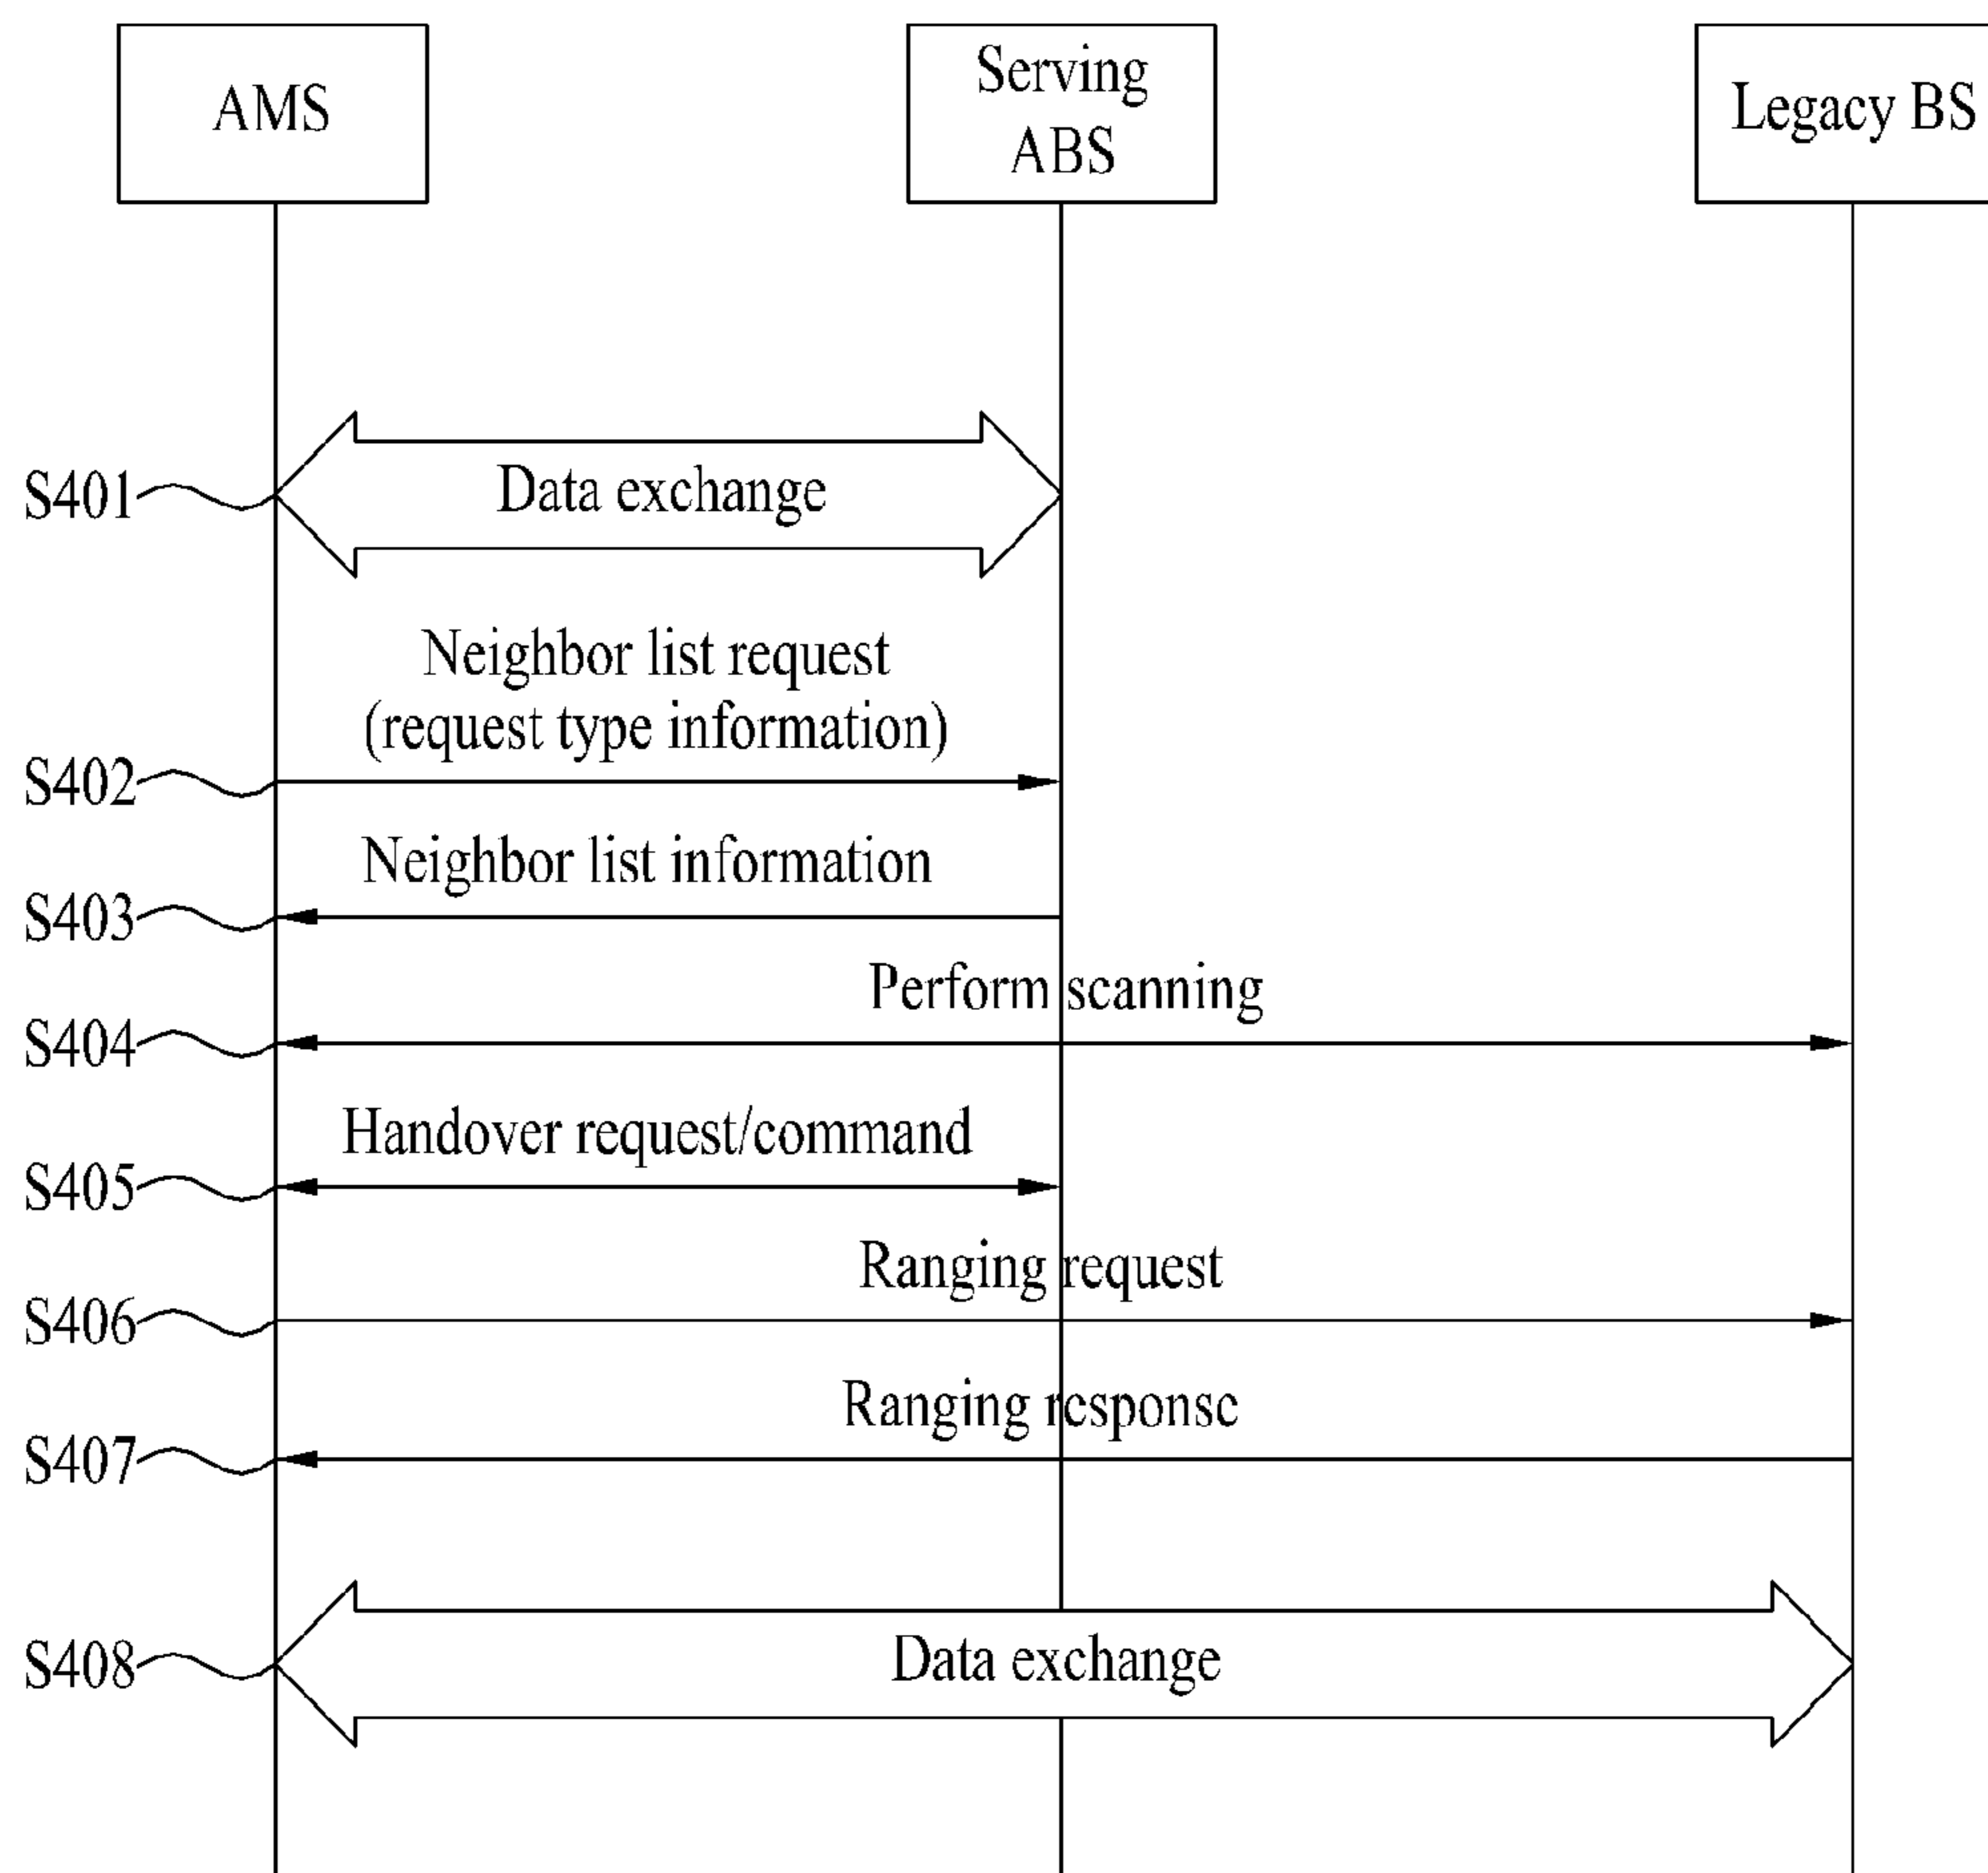 AMS
Serving
ABS
Legacy BS
S401
Data exchange
Neighbor list request
(request type information)
S402
Neighbor list information
S403
Perform scanning
S404
Handover request/command
S405
Ranging request
S406
Ranging response
S407
S408
Data exchange